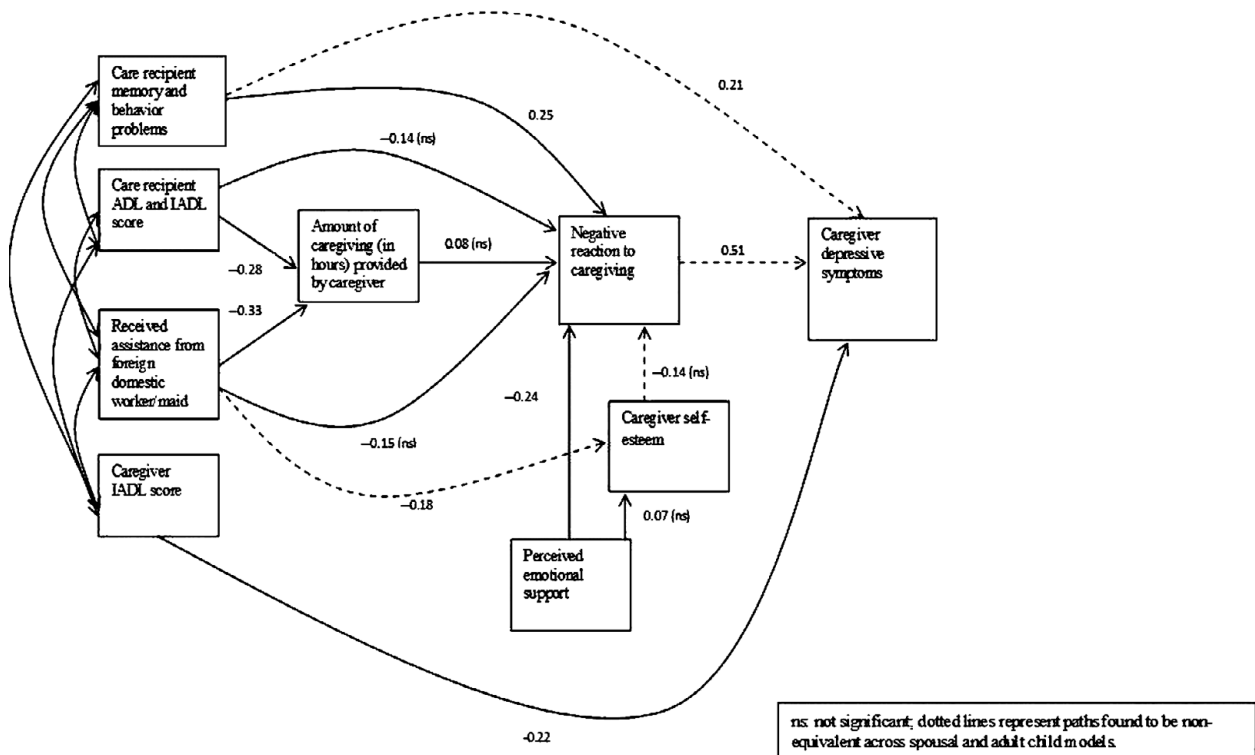 Care recipient
memory and
behavior
problems
0.21
0.25
−0.14 (ns)
Care recipient
ADL and IADL
score
Amount of
caregiving (in
hours) provided
by caregiver
0.08 (ns)
Negative
reaction to
caregiving
0.51
Caregiver
depressive
symptoms
−0.28
−0.33
Received
assistance from
foreign
domestic
worker/maid
−0.14 (ns)
−0.24
Caregiver self-
esteem
−0.15 (ns)
−0.18
Caregiver
IADL score
0.07 (ns)
Perceived
emotional
support
-0.22
ns: not significant; dotted lines represent paths found to be non-
equivalent across spousal and adult child models.